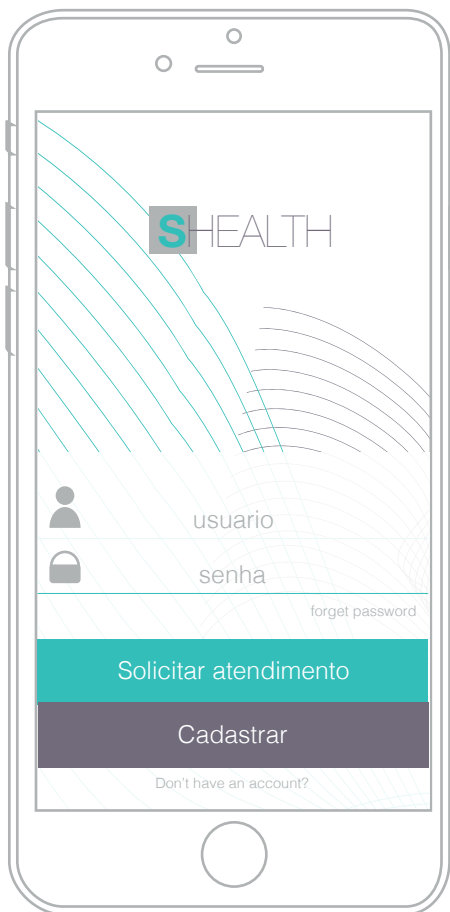 SHEALTH
usuario
senha
forget password
Solicitar atendimento
Cadastrar
Don't have an account?